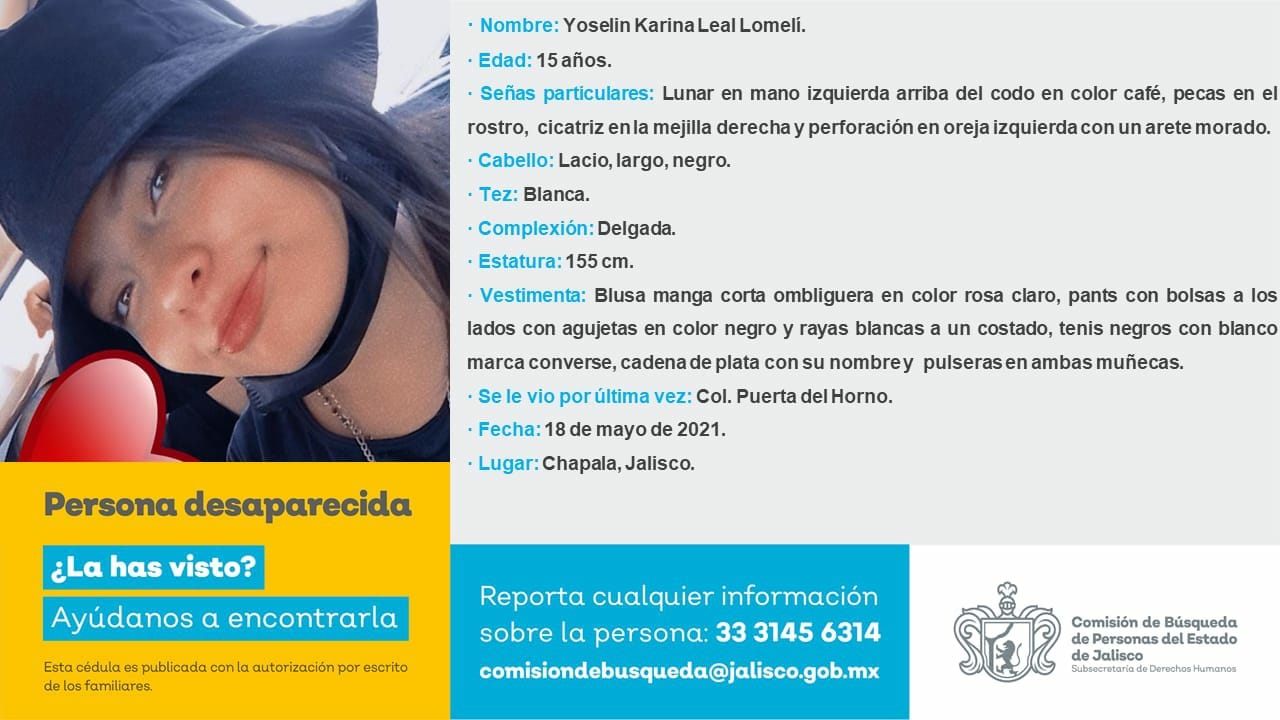 · Nombre: Yoselin Karina Leal Lomelí.
· Edad: 15 años.
· Señas particulares: Lunar en mano izquierda arriba del codo en color café, pecas en el
rostro, cicatriz en la mejilla derecha y perforación en oreja izquierda con un arete morado.
· Cabello: Lacio, largo, negro.
· Tez: Blanca.
· Complexión: Delgada.
· Estatura: 155 cm.
· Vestimenta: Blusa manga corta ombliguera en color rosa claro, pants con bolsas a los
lados con agujetas en color negro y rayas blancas a un costado, tenis negros con blanco
marca converse, cadena de plata con su nombre y pulseras en ambas muñecas.
· Se le vio por última vez: Col. Puerta del Horno.
· Fecha: 18 de mayo de 2021.
· Lugar: Chapala, Jalisco.
Persona desaparecida
¿La has visto?
Ayúdanos a encontrarla
Esta cédula es publicada con la autorización por escrito
de los familiares.
Reporta cualquier información
sobre la persona: 33 3145 6314
comisiondebusqueda@jalisco.gob.mx
Comisión de Búsqueda
de Personas del Estado
de Jalisco
Subsecretaría de Derechos Humanos